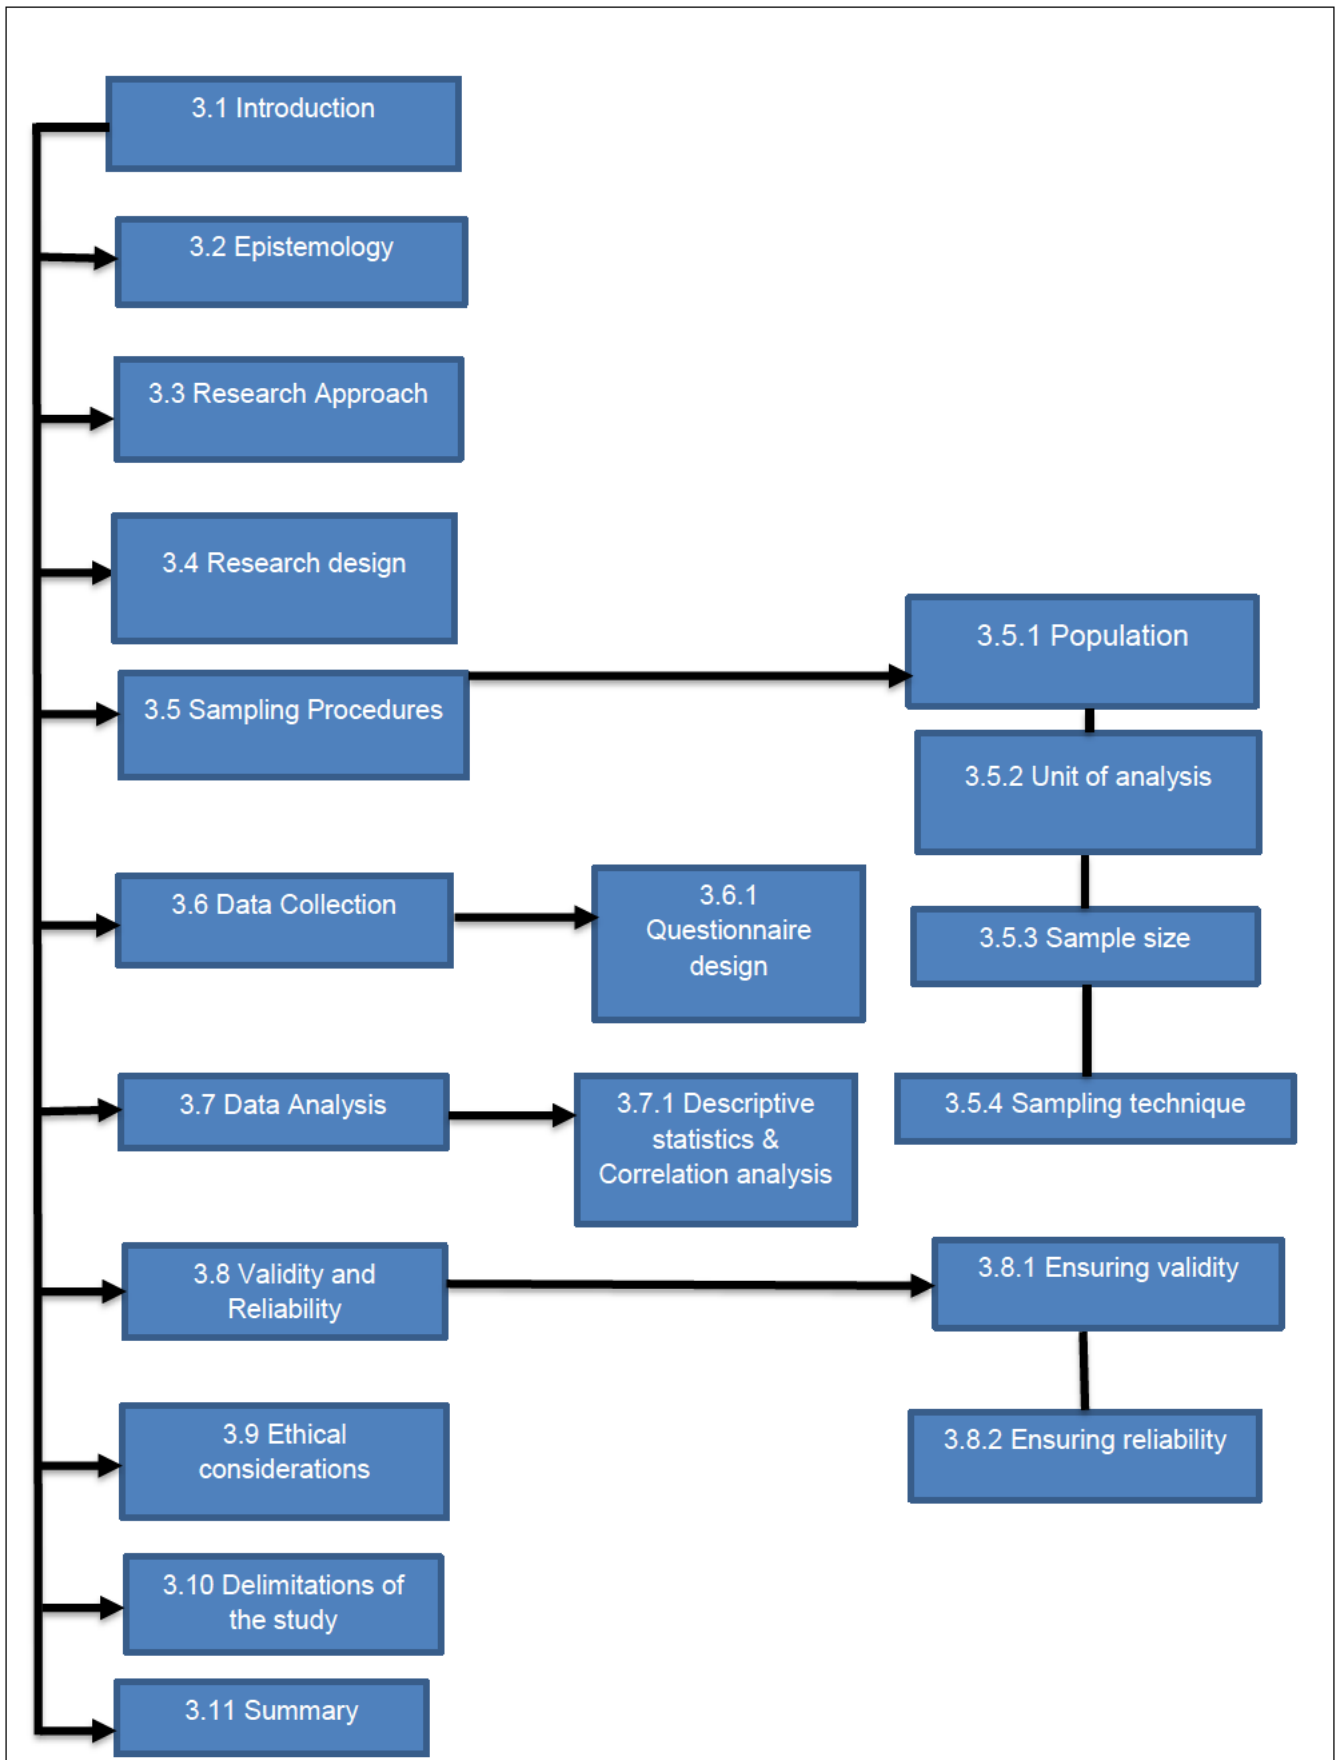 3.1 Introduction
3.2 Epistemology
3.3 Research Approach
3.4 Research design
3.5 Sampling Procedures
3.5.1 Population
3.5.2 Unit of analysis
3.5.3 Sample size
3.5.4 Sampling technique
3.6 Data Collection
3.6.1
Questionnaire
design
3.7 Data Analysis
3.7.1 Descriptive
statistics &
Correlation analysis
3.8 Validity and
Reliability
3.8.1 Ensuring validity
3.8.2 Ensuring reliability
3.9 Ethical
considerations
3.10 Delimitations of
the study
3.11 Summary